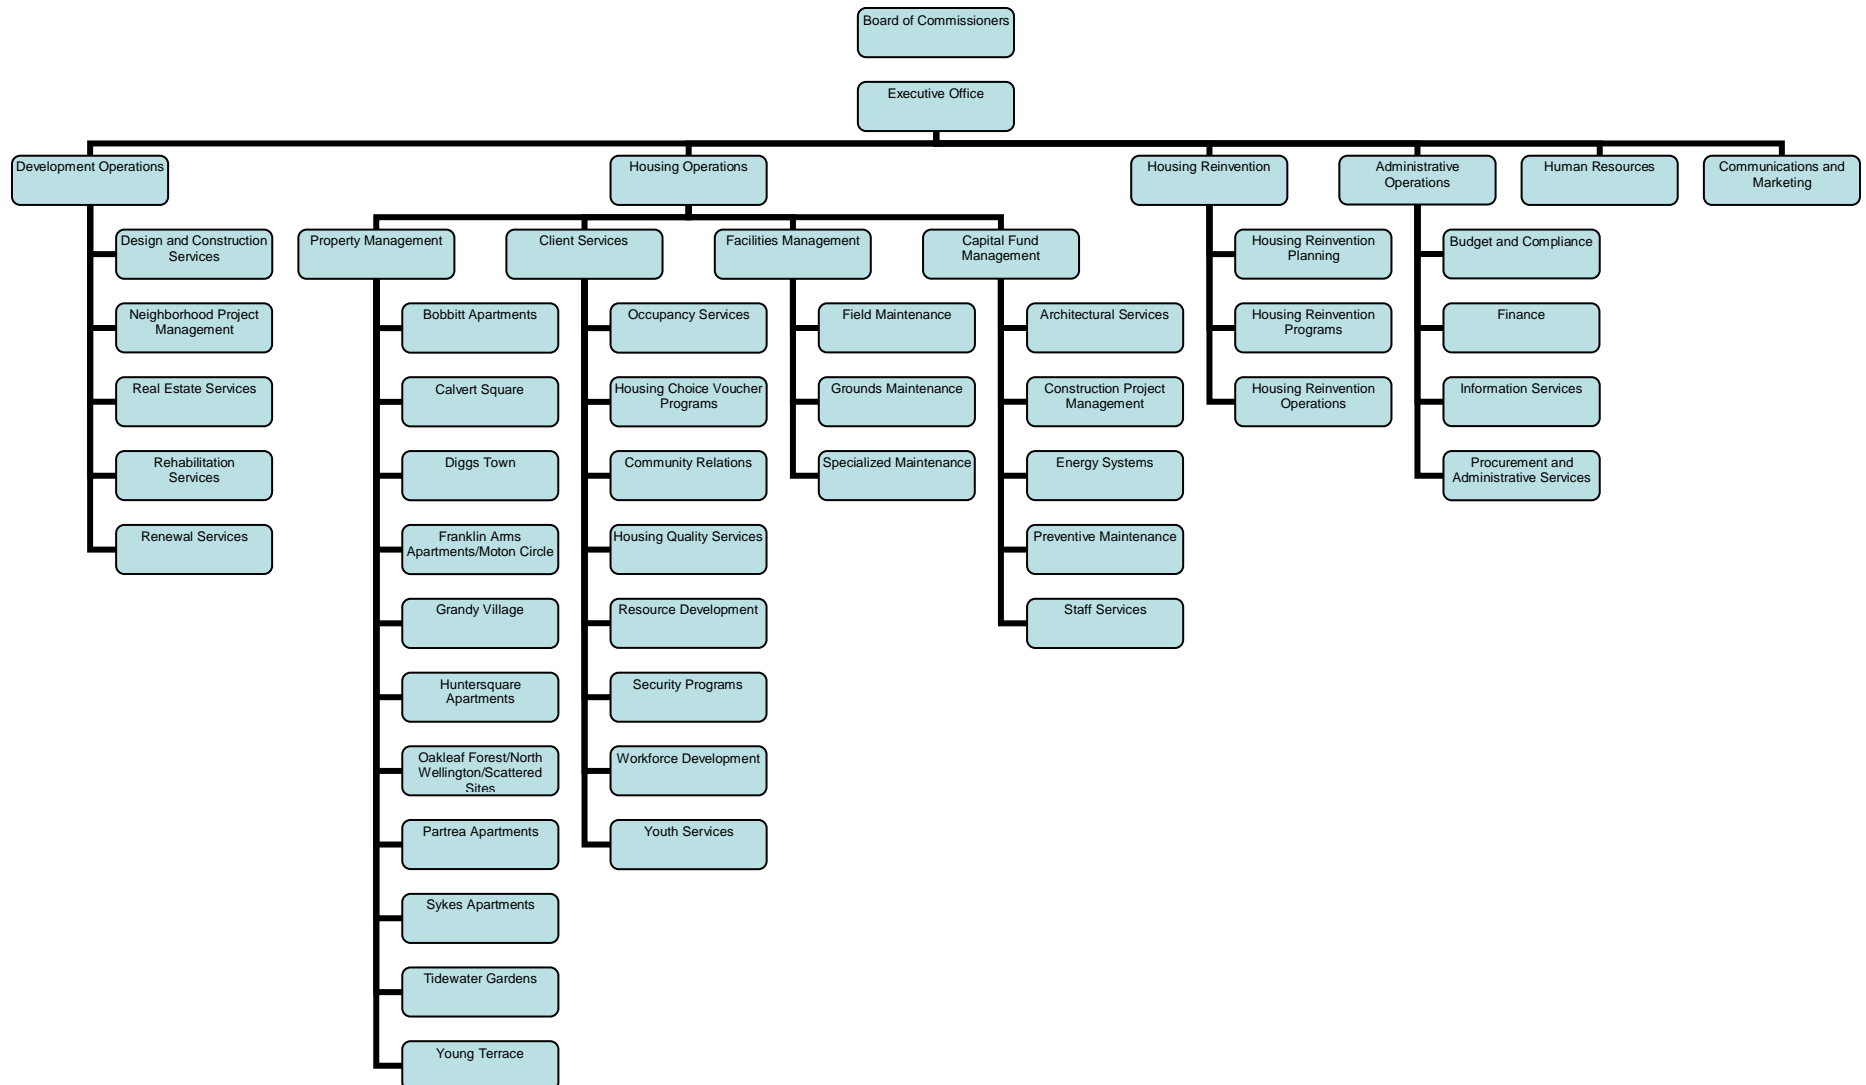 Board of Commissioners
Executive Office
Development Operations
Housing Operations
Housing Reinvention
Administrative
Operations
Human Resources
Communications and
Marketing
Design and Construction
Services
Neighborhood Project
Management
Real Estate Services
Rehabilitation
Services
Renewal Services
Property Management
Bobbitt Apartments
Calvert Square
Diggs Town
Franklin Arms
Apartments/Moton Circle
Grandy Village
Huntersquare
Apartments
Oakleaf Forest/North
Wellington/Scattered
Sites
Partrea Apartments
Sykes Apartments
Tidewater Gardens
Young Terrace
Client Services
Occupancy Services
Housing Choice Voucher
Programs
Community Relations
Housing Quality Services
Resource Development
Security Programs
Workforce Development
Youth Services
Facilities Management
Field Maintenance
Grounds Maintenance
Specialized Maintenance
Capital Fund
Management
Architectural Services
Construction Project
Management
Energy Systems
Preventive Maintenance
Staff Services
Housing Reinvention
Planning
Housing Reinvention
Programs
Housing Reinvention
Operations
Budget and Compliance
Finance
Information Services
Procurement and
Administrative Services